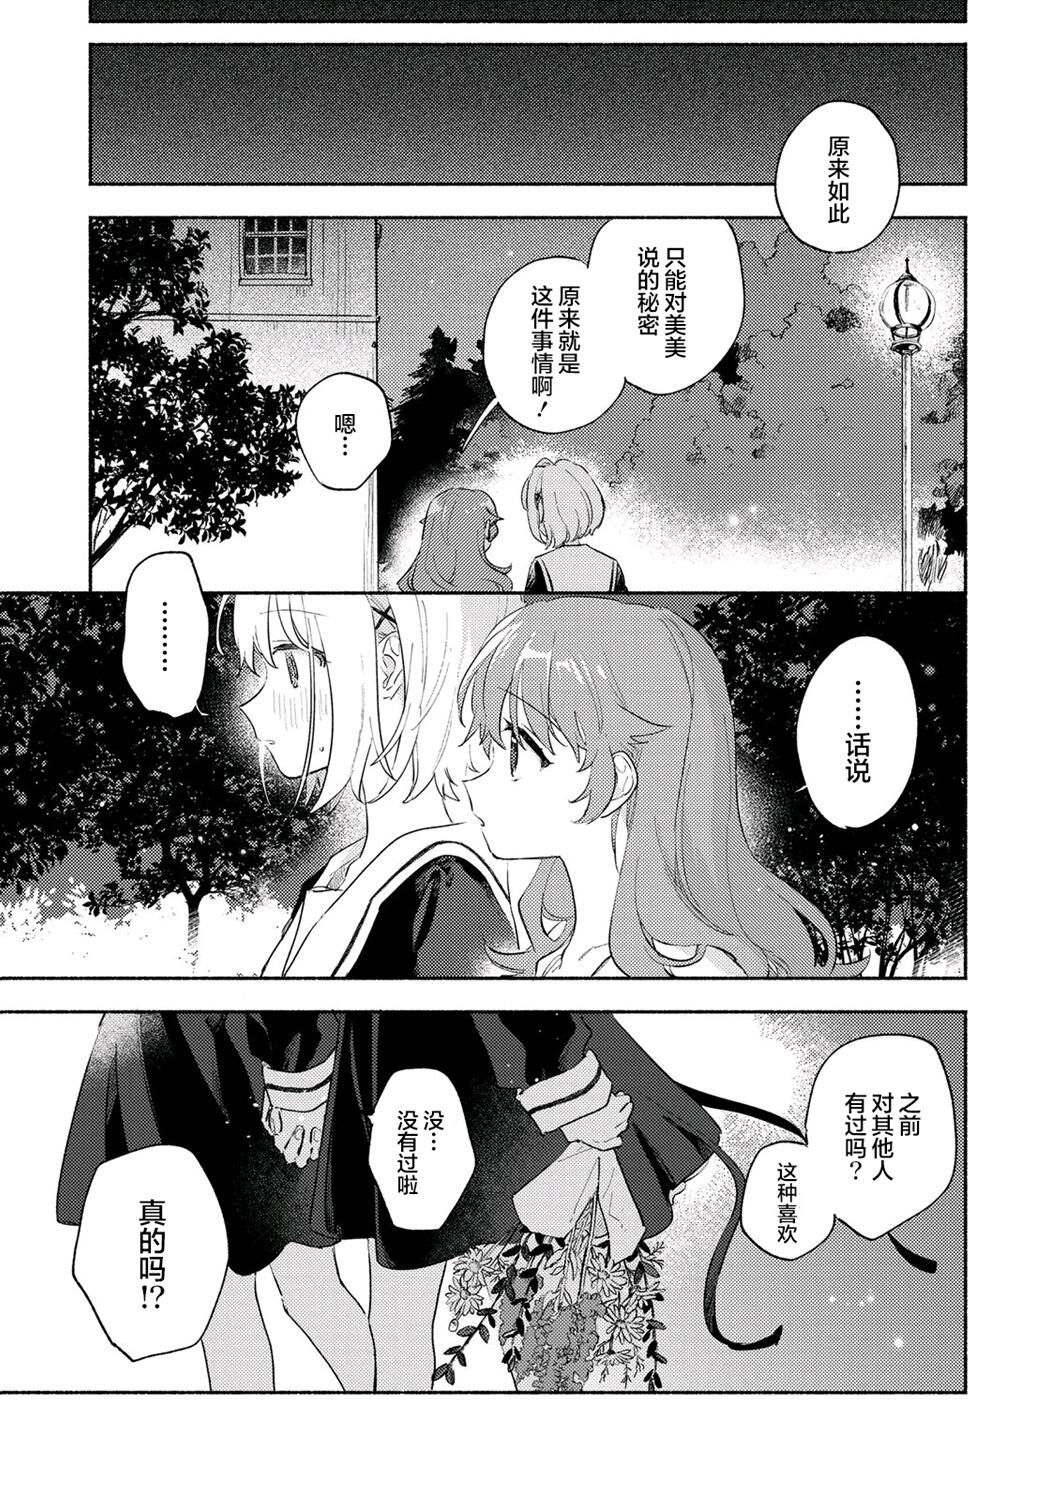 原来如此
只能对美美
说的秘密
原来就是
这件事情啊！
嗯…
……话说
………
之前
对其他人
有过吗？
这种喜欢
没…
没有过啦
真的吗!?